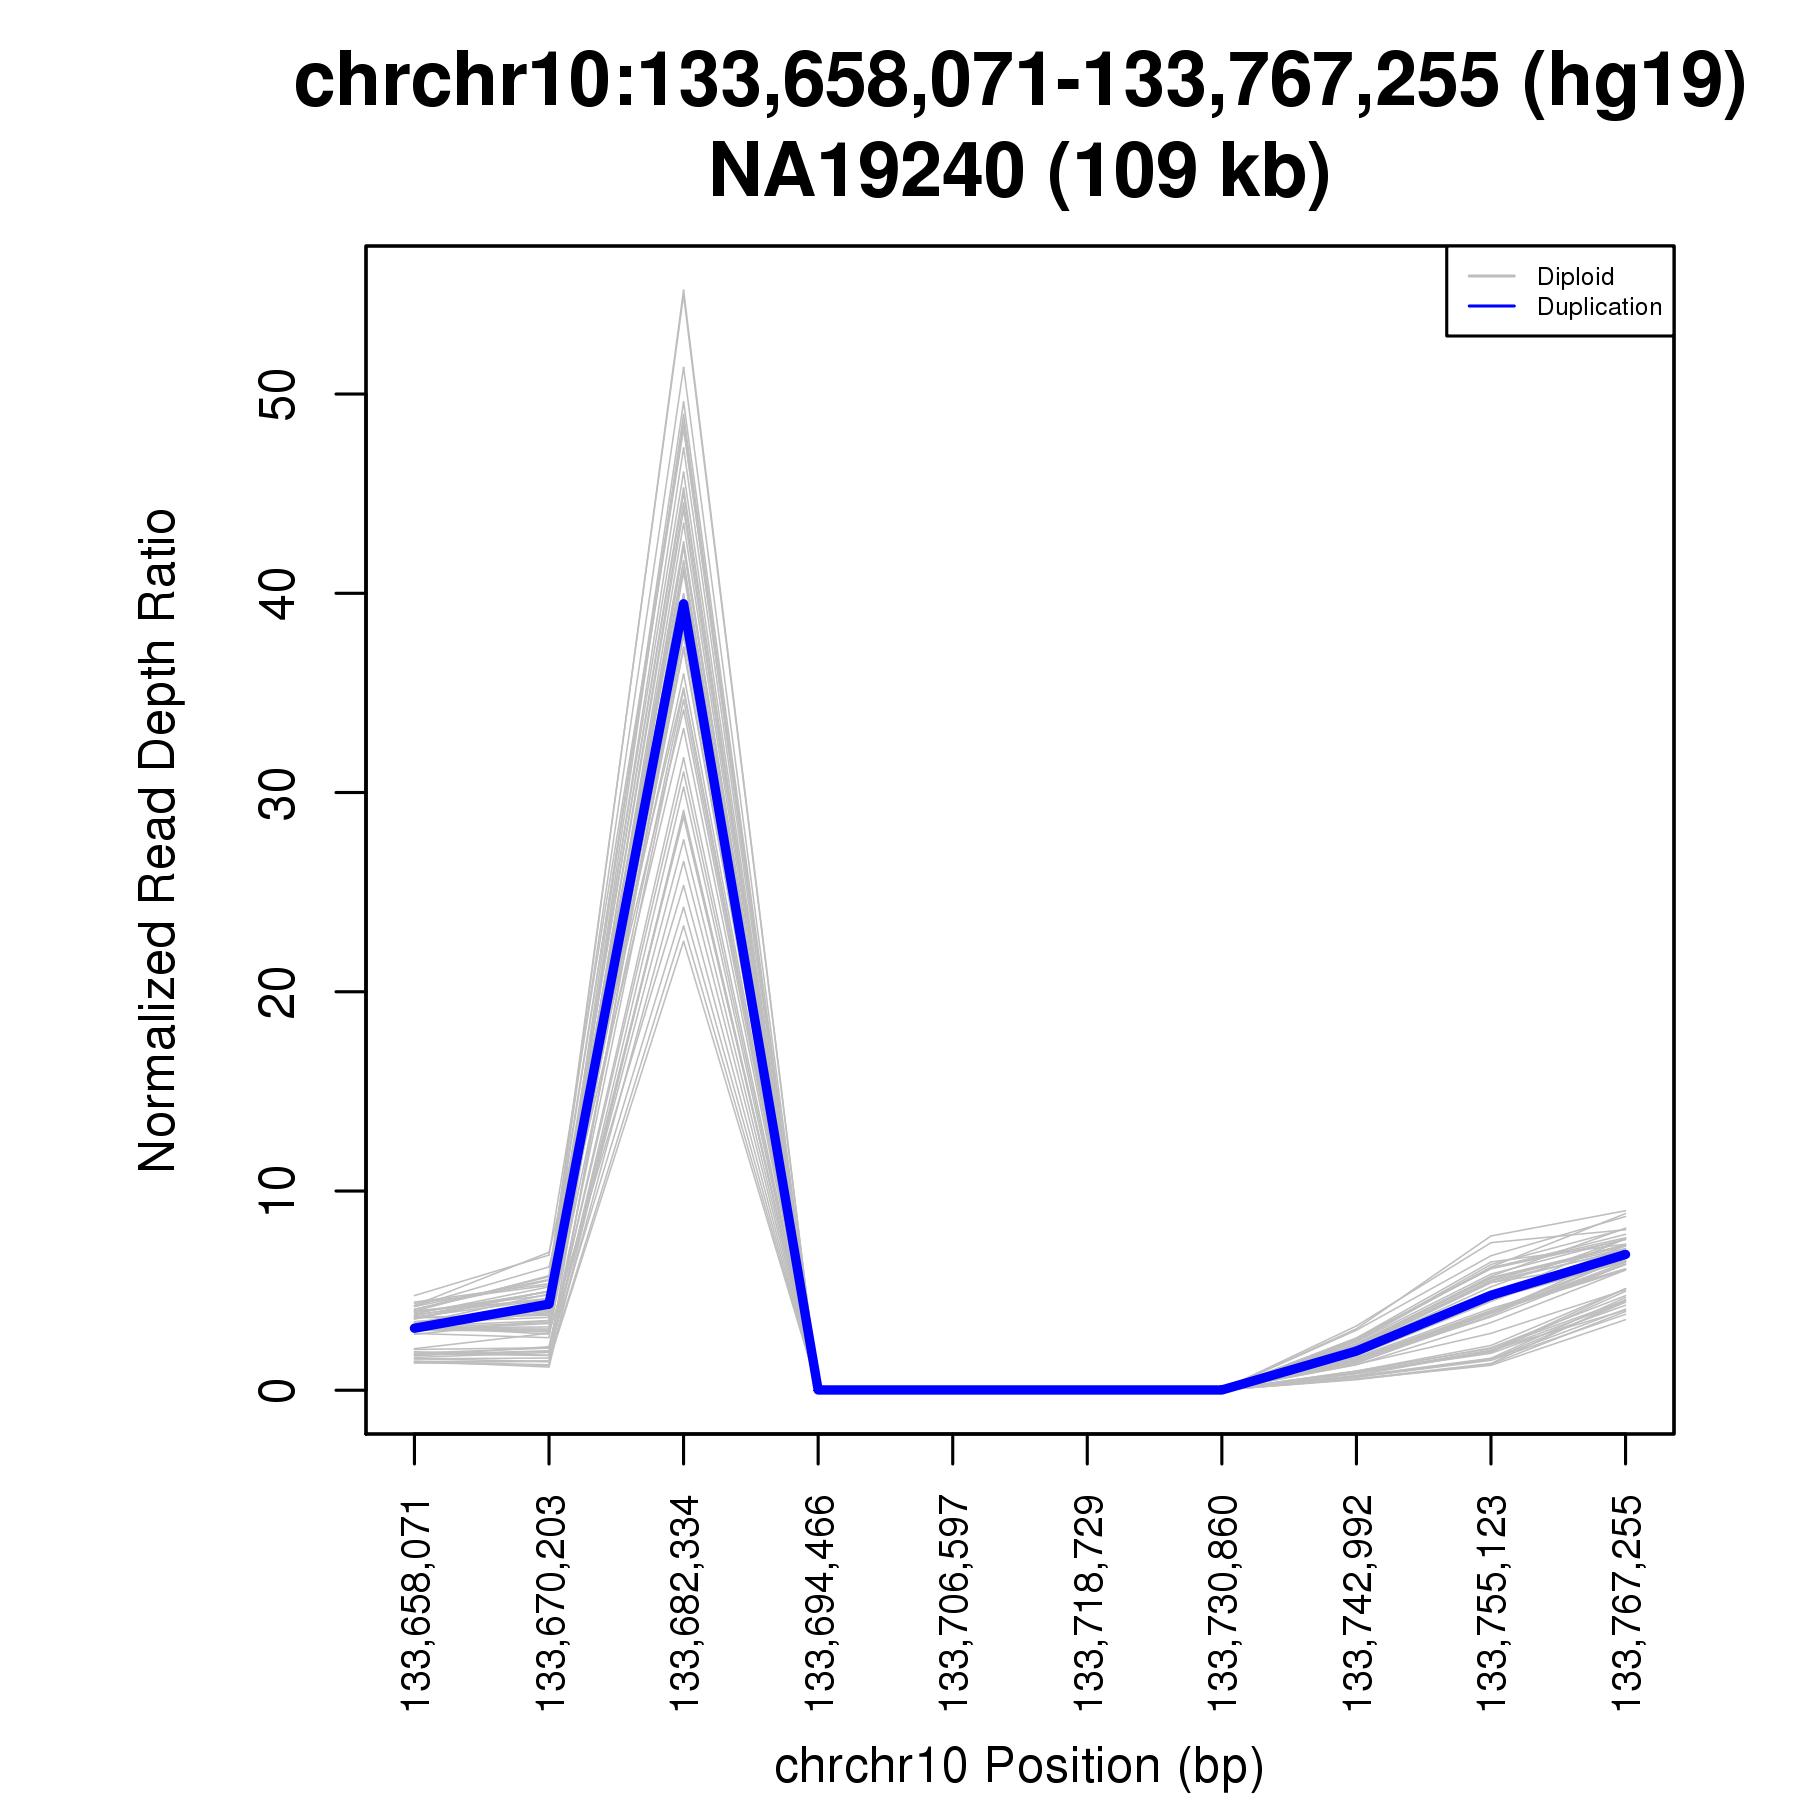 chrchr10:133,658,071-133,767,255 (hg19)
NA19240 (109 kb)
Diploid
Duplication
Normalized Read Depth Ratio
50
40
30
20
10
0
133,658,071
133,670,203
133,682,334
133,694,466
133,706,597
133,718,729
133,730,860
133,742,992
133,755,123
133,767,255
chrchr10 Position (bp)